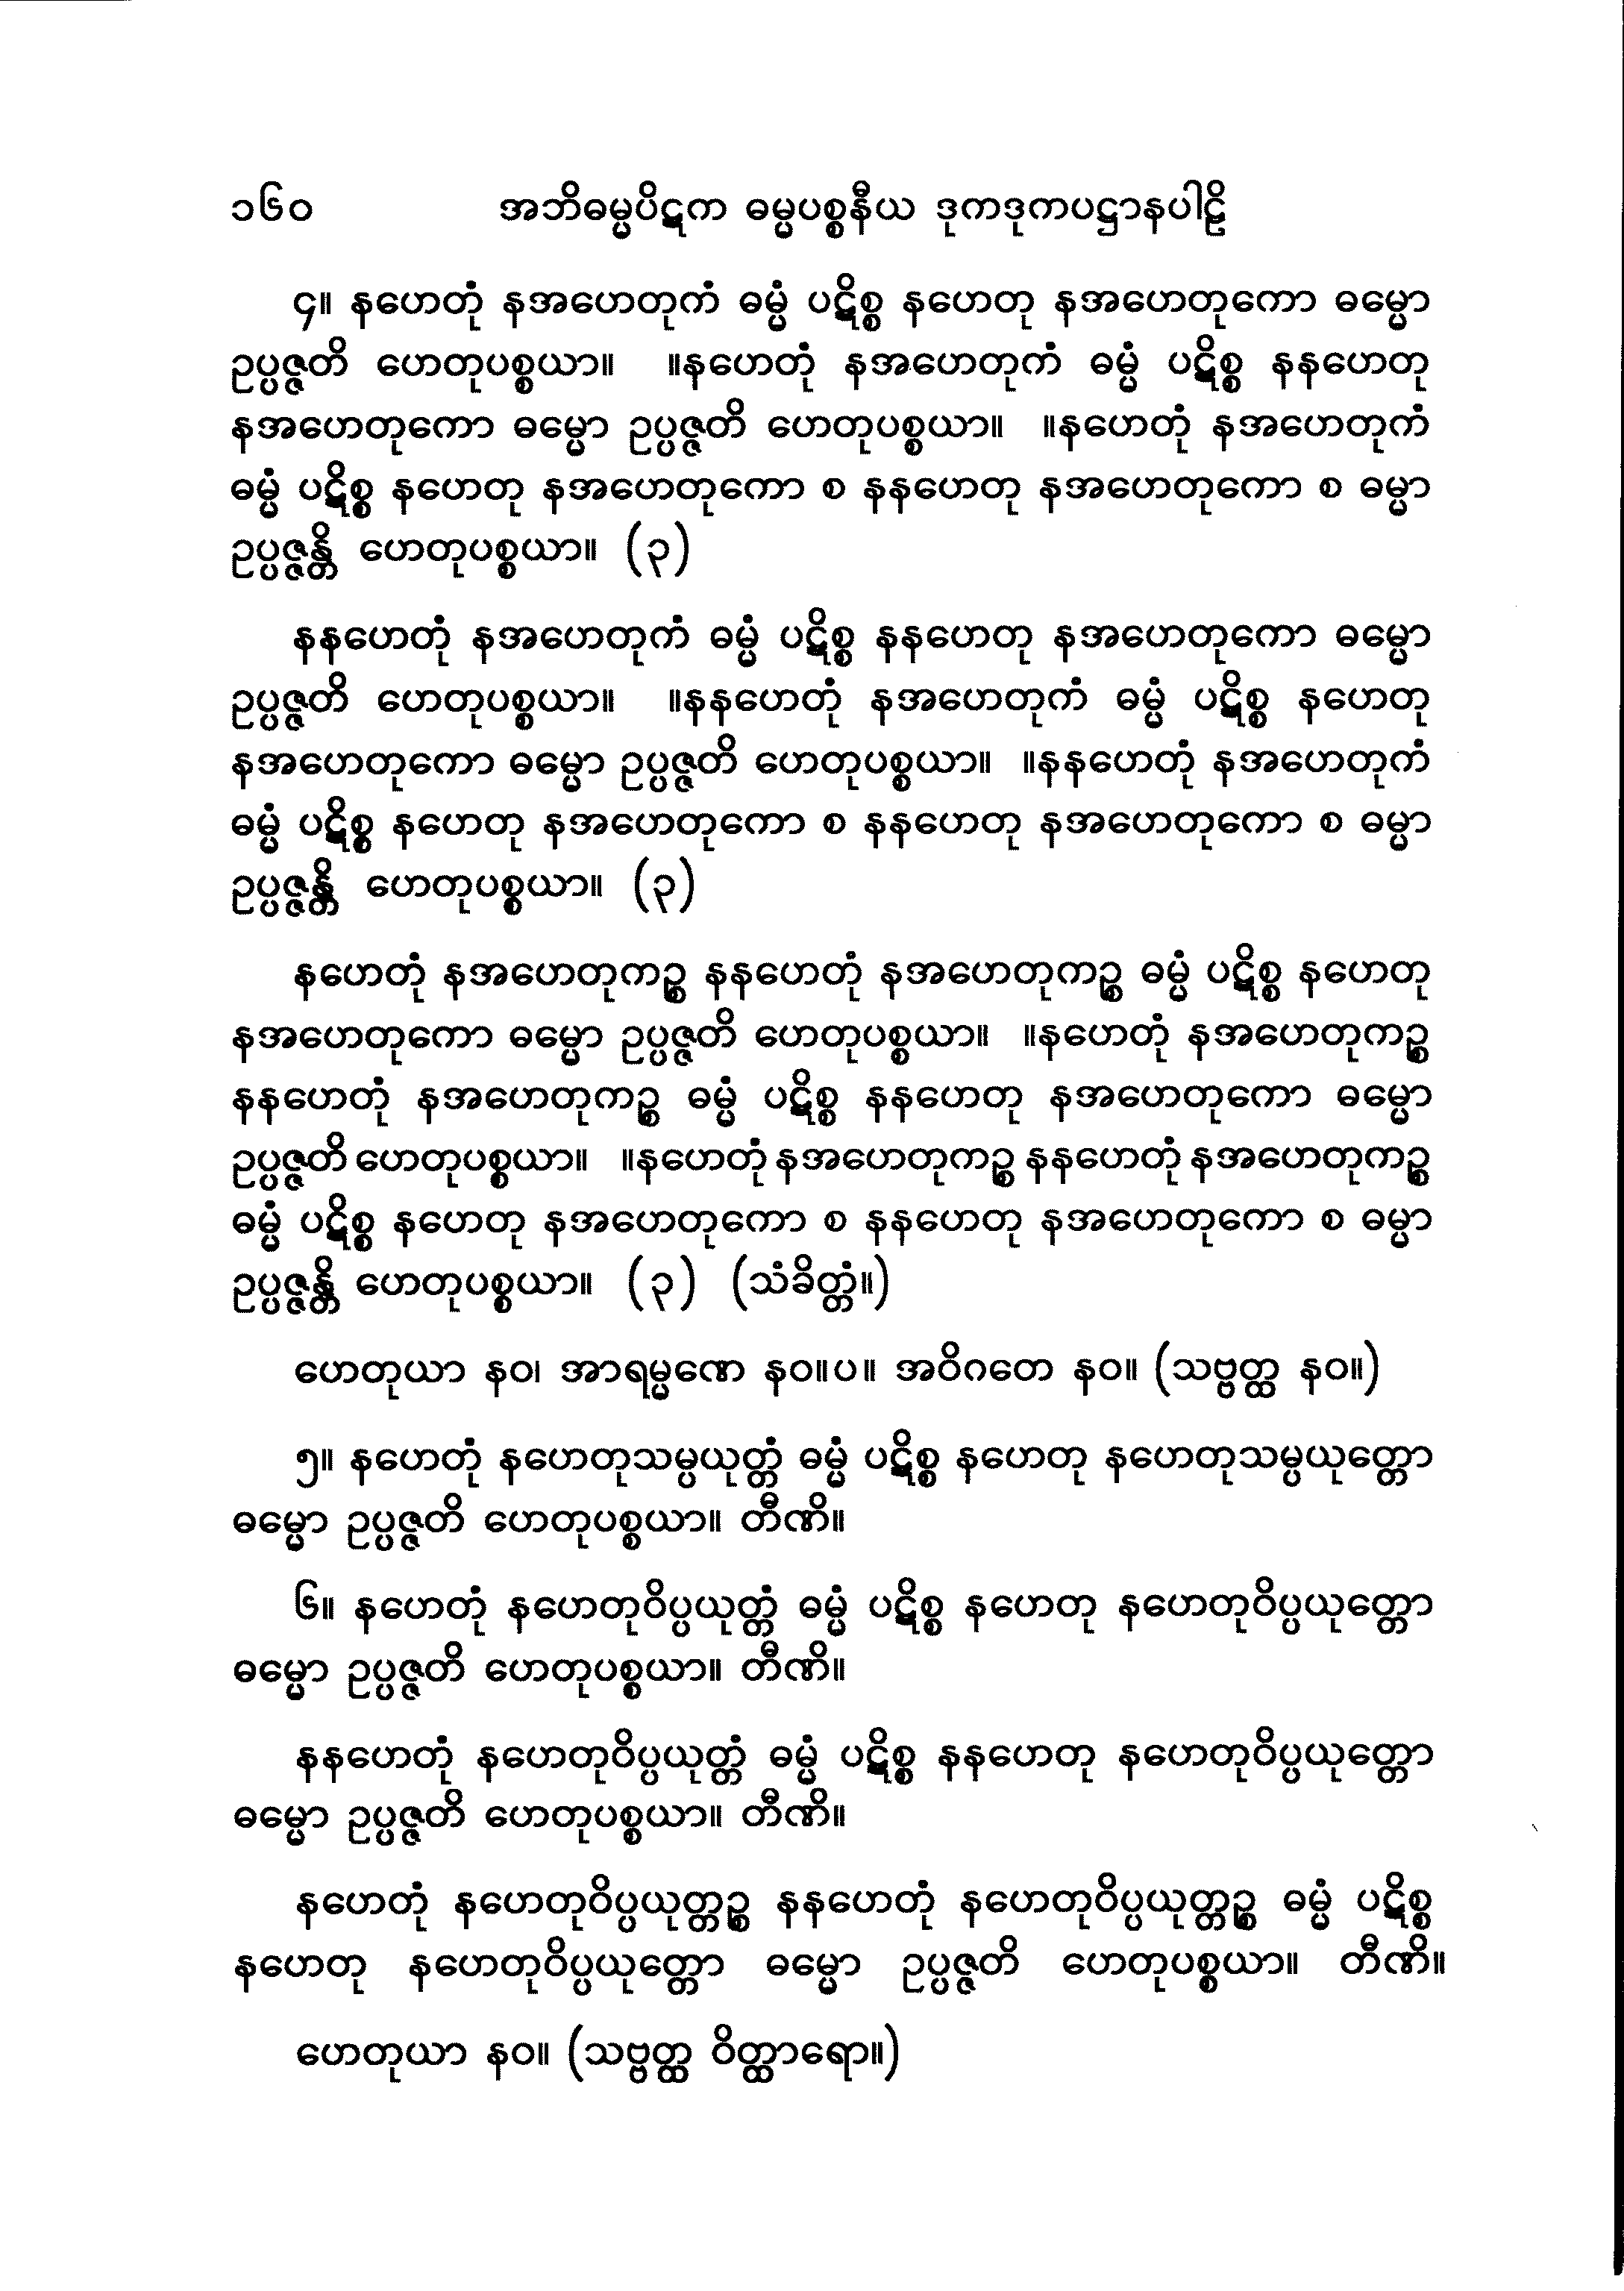 ၁၆၀ အဘိဓမ္မပိဋက ဓမ္မပစ္စနီယ ဒုကဒုကပဋ္ဌာနပါဠိ
၄။ နဟေတုံ နအဟေတုကံ ဓမ္မံ ပဋိစ္စ နဟေတု နအဟေတုကော ဓမ္မော
ဥပ္ပဇ္ဇတိ ဟေတုပစ္စယာ။ ။နဟေတုံ နအဟေတုကံ ဓမ္မံ ပဋိစ္စ နနဟေတု
နအဟေတုကော ဓမ္မော ဥပ္ပဇ္ဇတိ ဟေတုပစ္စယာ။ ။နဟေတုံ နအဟေတုကံ
ဓမ္မံ ပဋိစ္စ နဟေတု နအဟေတုကော စ နနဟေတု နအဟေတုကော စ ဓမ္မာ
ဥပ္ပဇ္ဇန္တိ ဟေတုပစ္စယာ။ (၃)
နနဟေတုံ နအဟေတုကံ ဓမ္မံ ပဋိစ္စ နနဟေတု နအဟေတုကော ဓမ္မော
ဥပ္ပဇ္ဇတိ ဟေတုပစ္စယာ။ ။နနဟေတုံ နအဟေတုကံ ဓမ္မံ ပဋိစ္စ နဟေတု
နအဟေတုကော ဓမ္မော ဥပ္ပဇ္ဇတိ ဟေတုပစ္စယာ။ ။နနဟေတုံ နအဟေတုကံ
ဓမ္မံ ပဋိစ္စ နဟေတု နအဟေတုကော စ နနဟေတု နအဟေတုကော စ ဓမ္မာ
ဥပ္ပဇ္ဇန္တိ ဟေတုပစ္စယာ။ (၃)
နဟေတုံ နအဟေတုကဉ္စ နနဟေတုံ နအဟေတုကဉ္စ ဓမ္မံ ပဋိစ္စ နဟေတု
နအဟေတုကော ဓမ္မော ဥပ္ပဇ္ဇတိ ဟေတုပစ္စယာ။ ။နဟေတုံ နအဟေတုကဉ္စ
နနဟေတုံ နအဟေတုကဉ္စ ဓမ္မံ ပဋိစ္စ နနဟေတု နအဟေတုကော ဓမ္မော
ဥပ္ပဇ္ဇတိ ဟေတုပစ္စယာ။ ။နဟေတုံ နအဟေတုကဉ္စ နနဟေတုံ နအဟေတုကဉ္စ
ဓမ္မံ ပဋိစ္စ နဟေတု နအဟေတုကော စ နနဟေတု နအဟေတုကော စ ဓမ္မာ
ဥပ္ပဇ္ဇန္တိ ဟေတုပစ္စယာ။ (၃) (သံခိတ္တံ။)
ဟေတုယာ နဝ၊ အာရမ္မဏေ နဝ။ပ။ အဝိဂတေ နဝ။ (သဗ္ဗတ္ထ နဝ။)
၅။ နဟေတုံ နဟေတုသမ္ပယုတ္တံ ဓမ္မံ ပဋိစ္စ နဟေတု နဟေတုသမ္ပယုတ္တော
ဓမ္မော ဥပ္ပဇ္ဇတိ ဟေတုပစ္စယာ။ တီဏိ။
၆။ နဟေတုံ နဟေတုဝိပ္ပယုတ္တံ ဓမ္မံ ပဋိစ္စ နဟေတု နဟေတုဝိပ္ပယုတ္တော
ဓမ္မော ဥပ္ပဇ္ဇတိ ဟေတုပစ္စယာ။ တီဏိ။
နနဟေတုံ နဟေတုဝိပ္ပယုတ္တံ ဓမ္မံ ပဋိစ္စ နနဟေတု နဟေတုဝိပ္ပယုတ္တော
ဓမ္မော ဥပ္ပဇ္ဇတိ ဟေတုပစ္စယာ။ တီဏိ။
နဟေတုံ နဟေတုဝိပ္ပယုတ္တဉ္စ နနဟေတုံ နဟေတုဝိပ္ပယုတ္တဉ္စ ဓမ္မံ ပဋိစ္စ
နဟေတု နဟေတုဝိပ္ပယုတ္တော ဓမ္မော ဥပ္ပဇ္ဇတိ ဟေတုပစ္စယာ။ တီဏိ။
ဟေတုယာ နဝ။ (သဗ္ဗတ္ထ ဝိတ္ထာရော။)